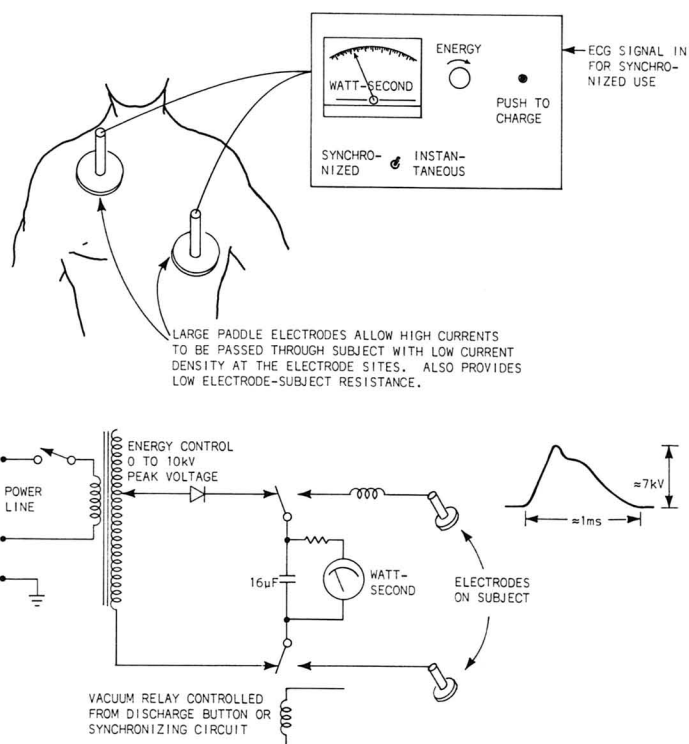 ENERGY
WATT-SECOND
PUSH TO
CHARGE
SYNCHRO-
NIZED
INSTAN-
TANEOUS
ECG SIGNAL IN
FOR SYNCHRO-
NIZED USE
LARGE PADDLE ELECTRODES ALLOW HIGH CURRENTS
TO BE PASSED THROUGH SUBJECT WITH LOW CURRENT
DENSITY AT THE ELECTRODE SITES. ALSO PROVIDES
LOW ELECTRODE-SUBJECT RESISTANCE.
ENERGY CONTROL
0 TO 10kV
PEAK VOLTAGE
POWER
LINE
16µF
WATT-
SECOND
ELECTRODES
ON SUBJECT
≈7kV
≈1ms
VACUUM RELAY CONTROLLED
FROM DISCHARGE BUTTON OR
SYNCHRONIZING CIRCUIT